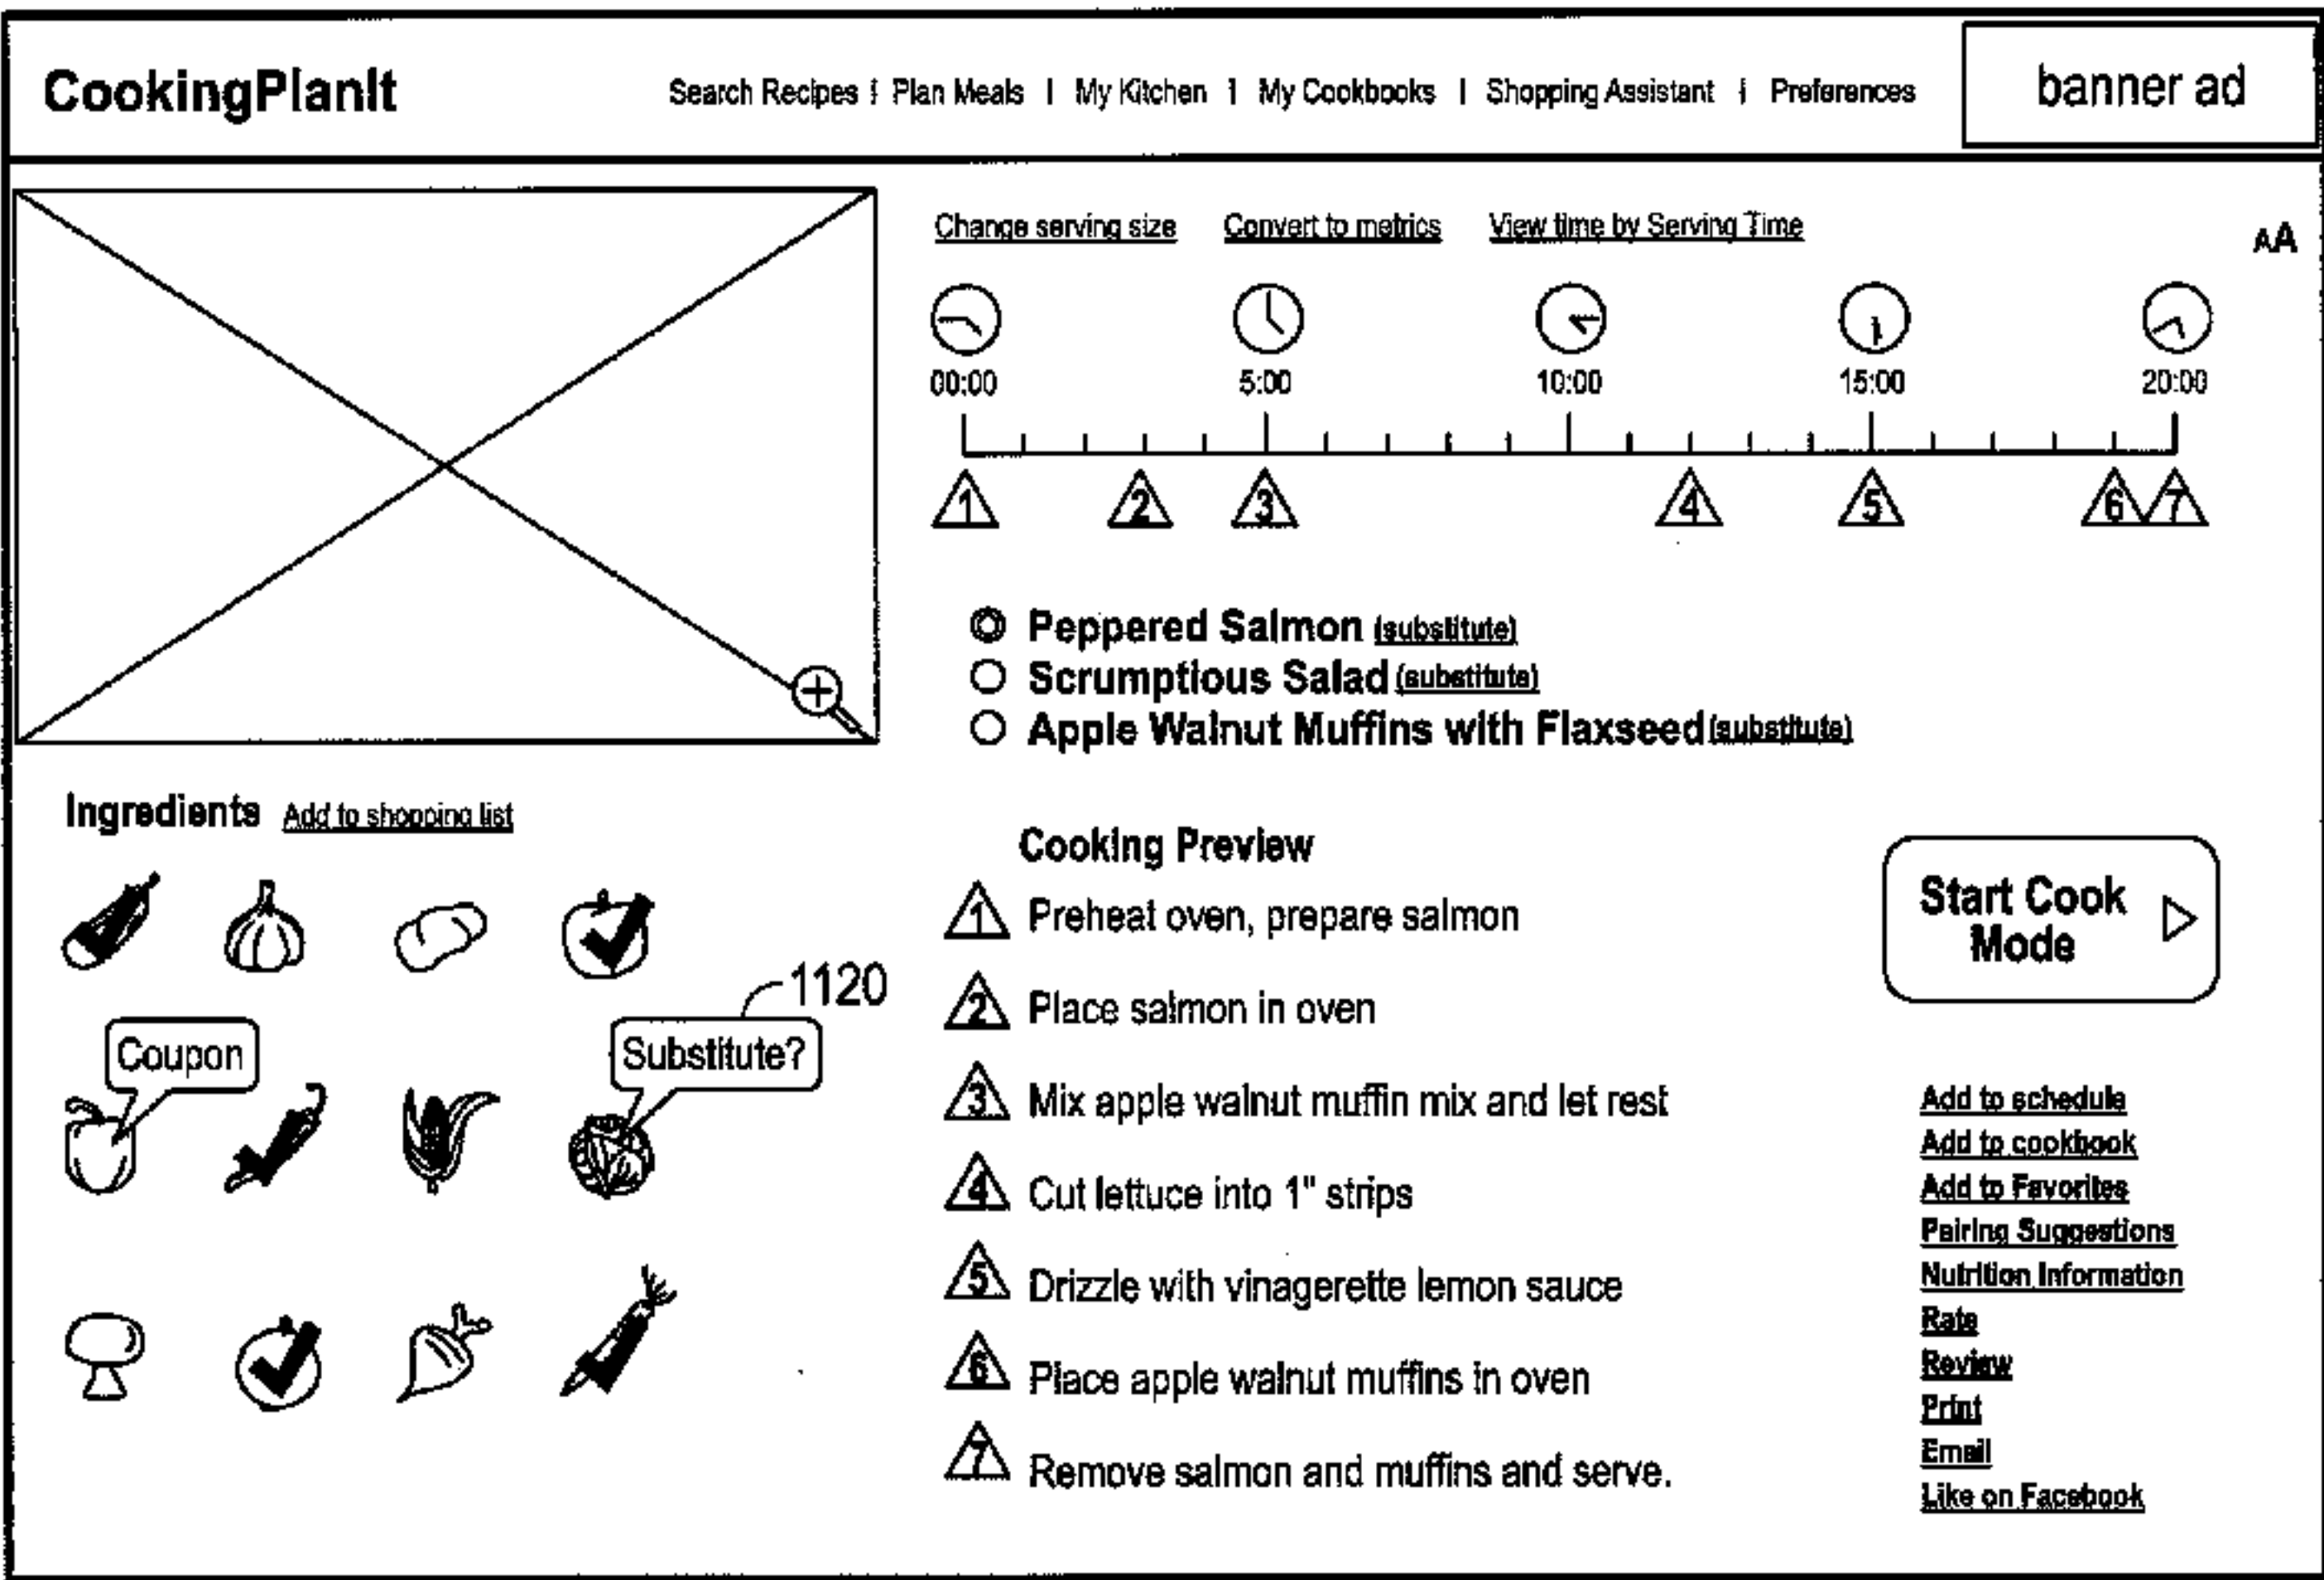 CookingPlanIt
Search Recipes | Plan Meals | My Kitchen | My Cookbooks | Shopping Assistant | Preferences
banner ad
Change serving size Convert to metrics View time by Serving Time
AA
00:00 5:00 10:00 15:00 20:00
1 2 3 4 5 6 7
Peppered Salmon (substitute)
Scrumptious Salad (substitute)
Apple Walnut Muffins with Flaxseed (substitute)
Ingredients Add to shopping list
1120
Coupon
Substitute?
Cooking Preview
1 Preheat oven, prepare salmon
2 Place salmon in oven
3 Mix apple walnut muffin mix and let rest
4 Cut lettuce into 1" strips
5 Drizzle with vinagerette lemon sauce
6 Place apple walnut muffins in oven
7 Remove salmon and muffins and serve.
Start Cook
Mode
Add to schedule
Add to cookbook
Add to Favorites
Pairing Suggestions
Nutrition Information
Rate
Review
Print
Email
Like on Facebook